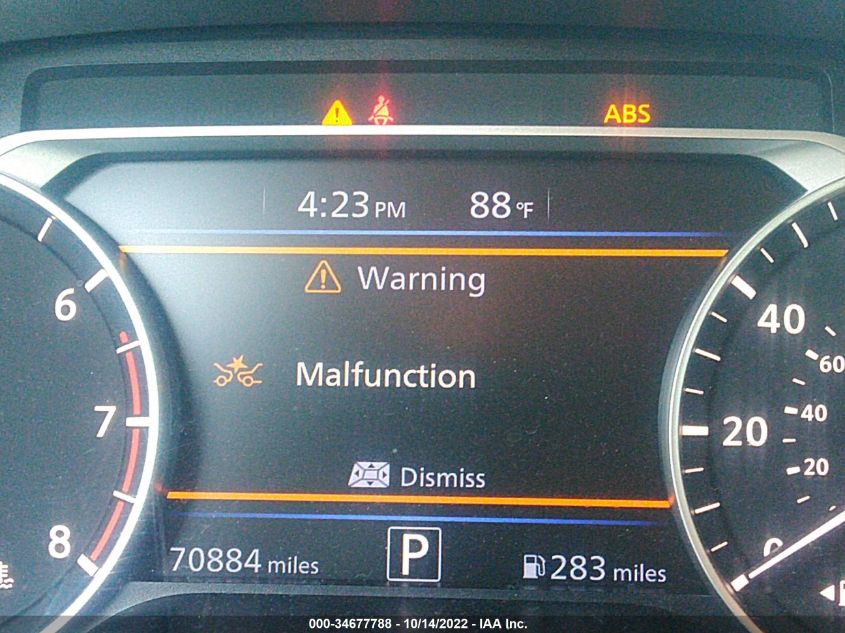 ABS
4:23 PM 88 °F
Warning
Malfunction
Dismiss
6
7
8
40
20
0
60
40
20
70884 miles P 283 miles
000-34677788 - 10/14/2022 - IAA Inc.